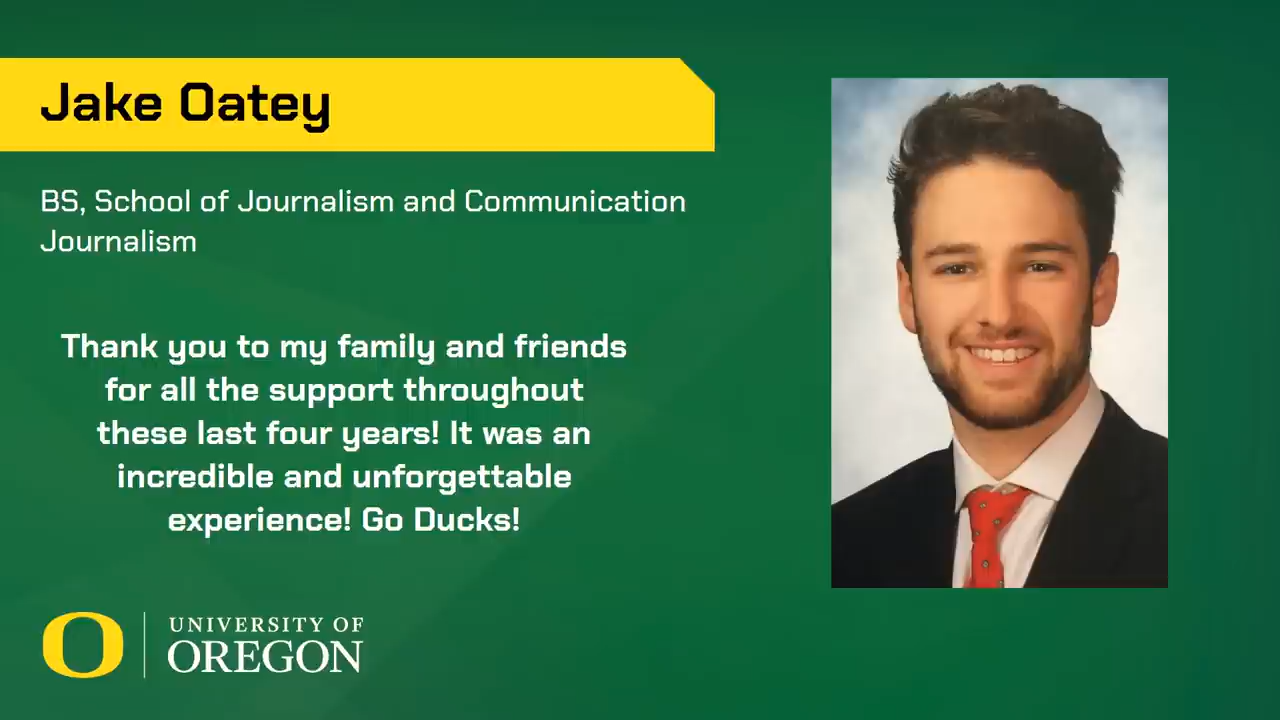 Jake Oatey
BS, School of Journalism and Communication
Journalism
Thank you to my family and friends
for all the support throughout
these last four years! It was an
incredible and unforgettable
experience! Go Ducks!
O
UNIVERSITY OF
OREGON